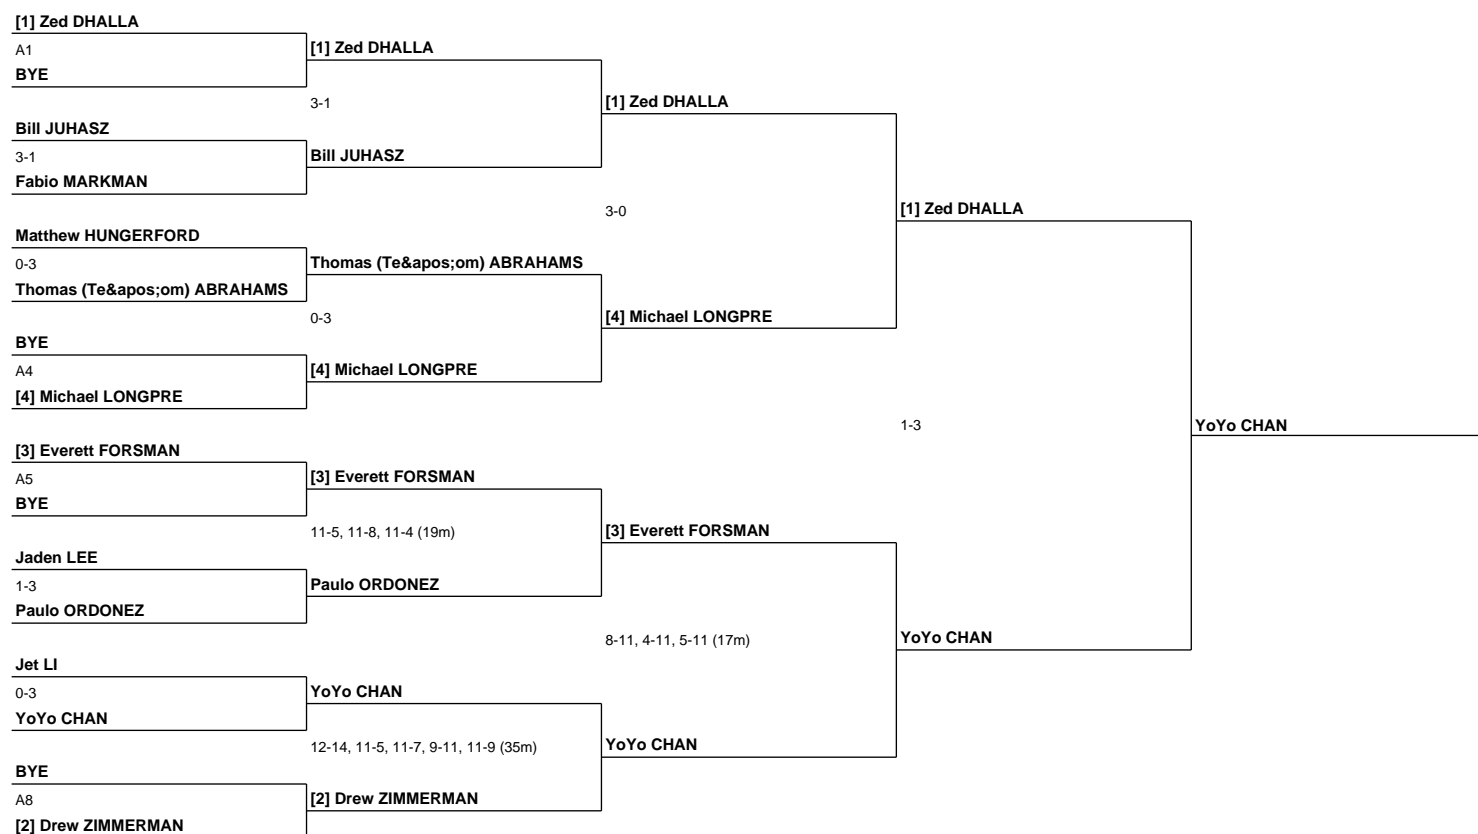 [1] Zed DHALLA
A1
BYE
Bill JUHASZ
3-1
Fabio MARKMAN
Matthew HUNGERFORD
0-3
Thomas (Te&apos;om) ABRAHAMS
BYE
A4
[4] Michael LONGPRE
[3] Everett FORSMAN
A5
BYE
Jaden LEE
1-3
Paulo ORDONEZ
Jet LI
0-3
YoYo CHAN
BYE
A8
[2] Drew ZIMMERMAN
[1] Zed DHALLA
3-1
Bill JUHASZ
Thomas (Te&apos;om) ABRAHAMS
0-3
[4] Michael LONGPRE
[3] Everett FORSMAN
11-5, 11-8, 11-4 (19m)
Paulo ORDONEZ
YoYo CHAN
12-14, 11-5, 11-7, 9-11, 11-9 (35m)
[2] Drew ZIMMERMAN
[1] Zed DHALLA
3-0
[4] Michael LONGPRE
[3] Everett FORSMAN
8-11, 4-11, 5-11 (17m)
YoYo CHAN
[1] Zed DHALLA
1-3
YoYo CHAN
YoYo CHAN